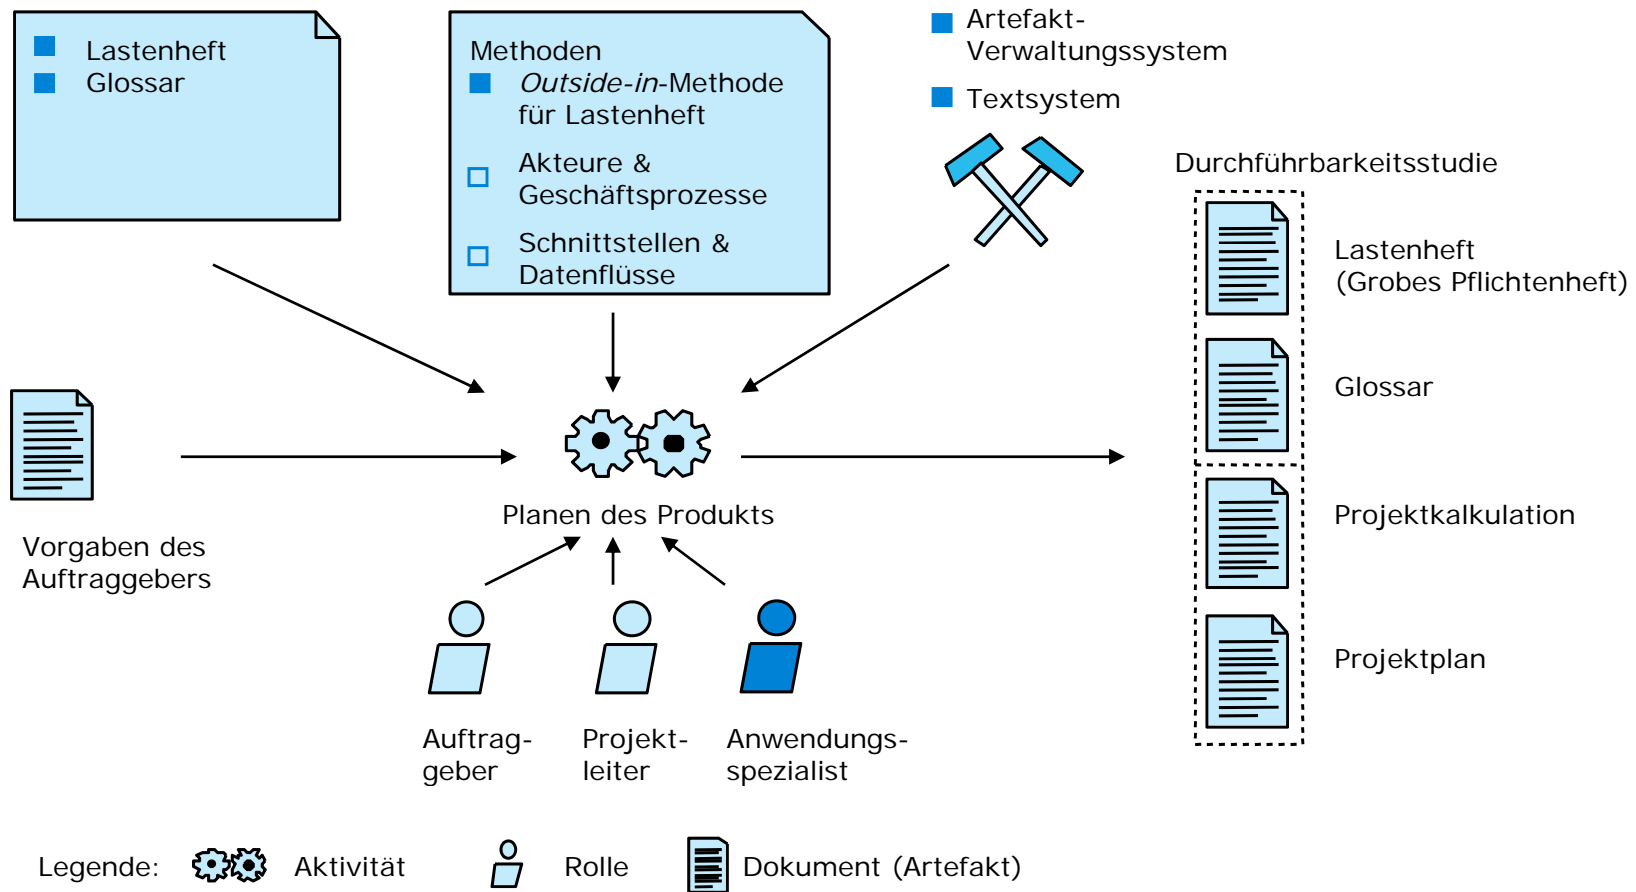 Lastenheft
Glossar
Methoden
Outside-in-Methode
für Lastenheft
Akteure &
Geschäftsprozesse
Schnittstellen &
Datenflüsse
Artefakt-
Verwaltungssystem
Textsystem
Durchführbarkeitsstudie
Lastenheft
(Grobes Pflichtenheft)
Glossar
Projektkalkulation
Projektplan
Vorgaben des
Auftraggebers
Planen des Produkts
Auftrag-
geber
Projekt-
leiter
Anwendungs-
spezialist
Legende:
Aktivität
Rolle
Dokument (Artefakt)